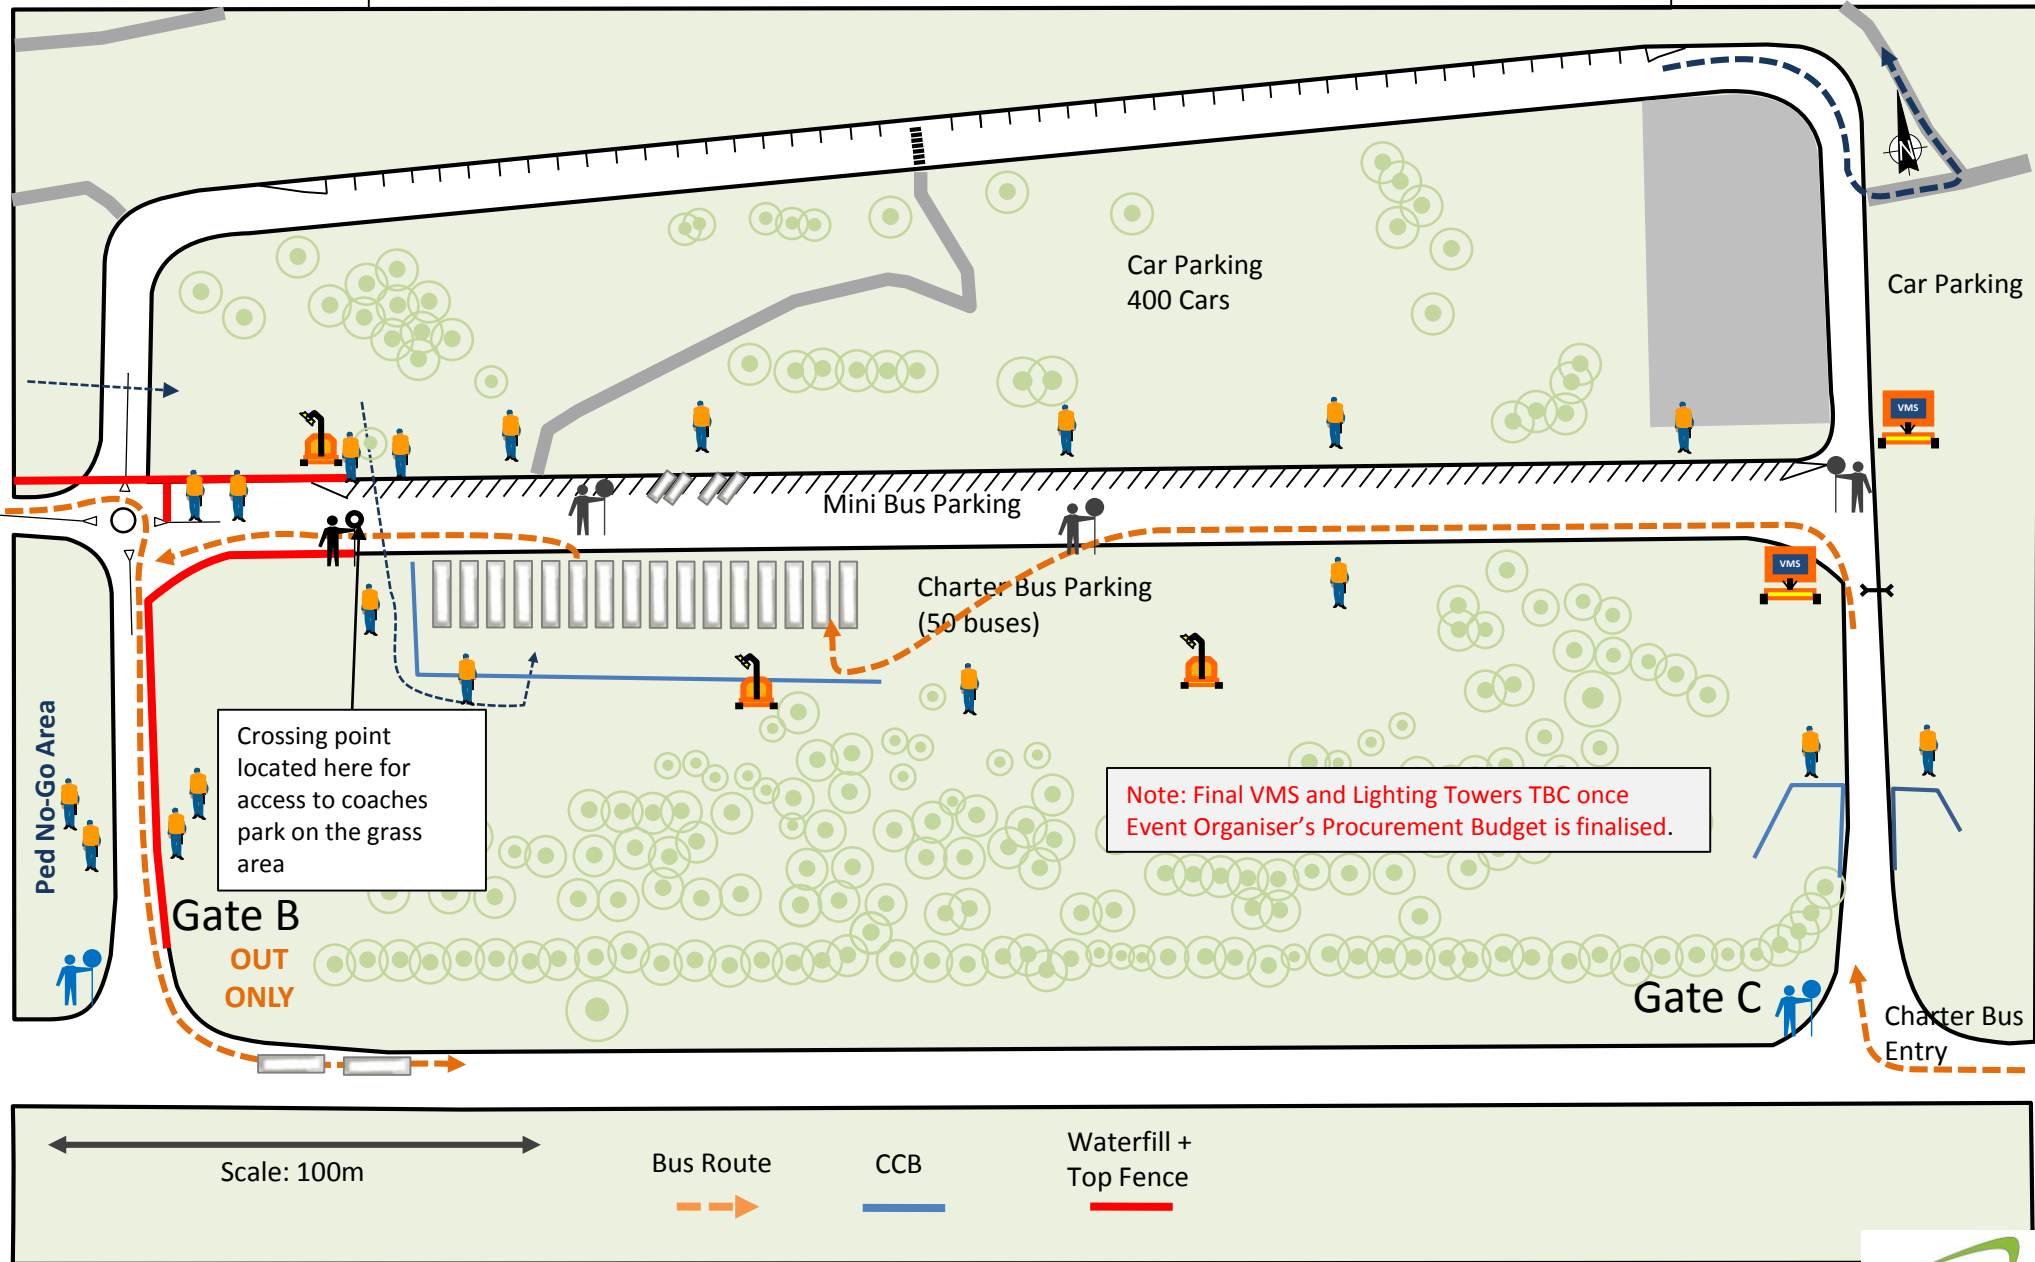 N
Car Parking
400 Cars
Car Parking
VMS
Mini Bus Parking
VMS
Charter Bus Parking
(50 buses)
Ped No-Go Area
Crossing point
located here for
access to coaches
park on the grass
area
Note: Final VMS and Lighting Towers TBC once
Event Organiser’s Procurement Budget is finalised.
Gate B
OUT
ONLY
Gate C
Charter Bus
Entry
Scale: 100m
Bus Route
CCB
Waterfill +
Top Fence